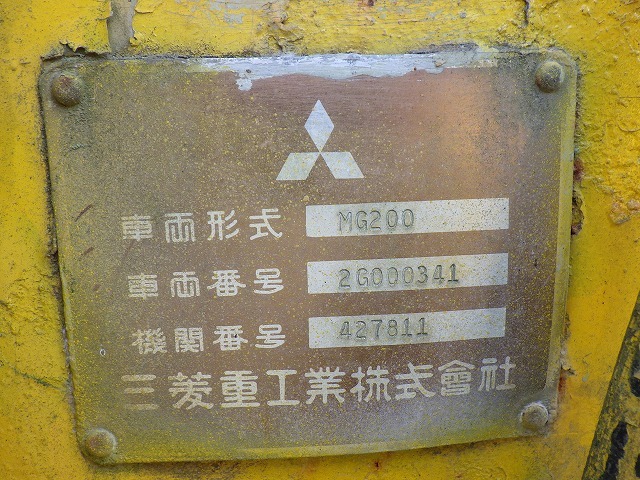 車両形式 MG200
車両番号 2G000341
機関番号 427811
三菱重工業株式會社